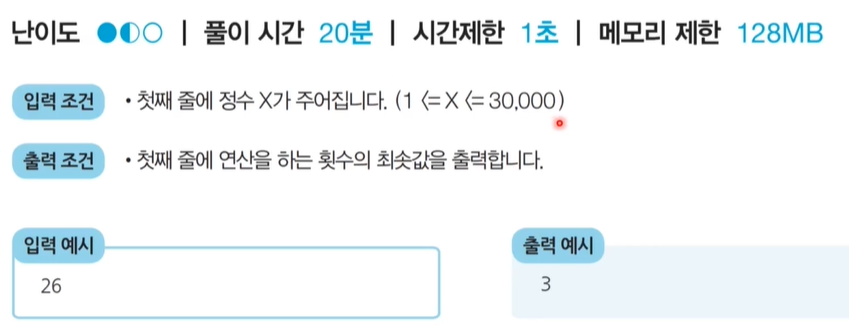 난이도 ●◐○ | 풀이 시간 20분 | 시간제한 1초 | 메모리 제한 128MB
입력 조건 • 첫째 줄에 정수 X가 주어집니다. (1 <= X <= 30,000)
출력 조건 • 첫째 줄에 연산을 하는 횟수의 최솟값을 출력합니다.
입력 예시
26
출력 예시
3